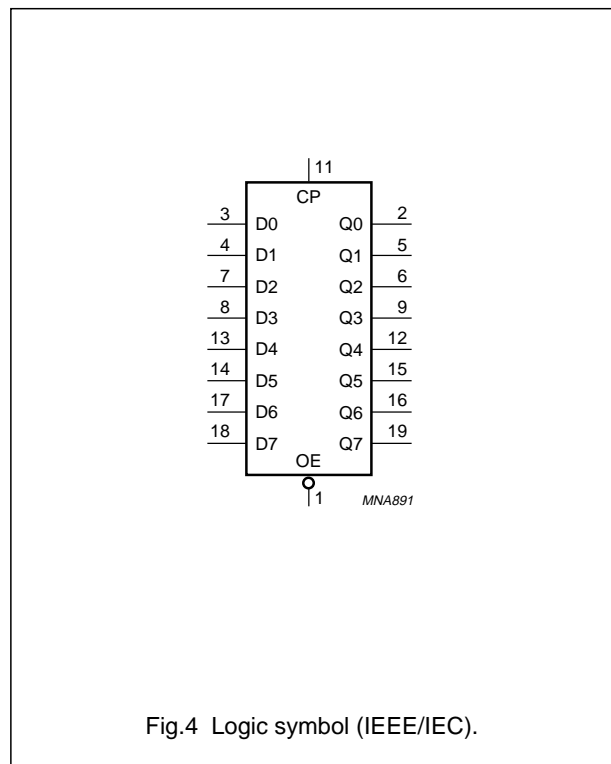 11
CP
3 D0 Q0 2
4 D1 Q1 5
7 D2 Q2 6
8 D3 Q3 9
13 D4 Q4 12
14 D5 Q5 15
17 D6 Q6 16
18 D7 Q7 19
OE
1 MNA891
Fig.4 Logic symbol (IEEE/IEC).